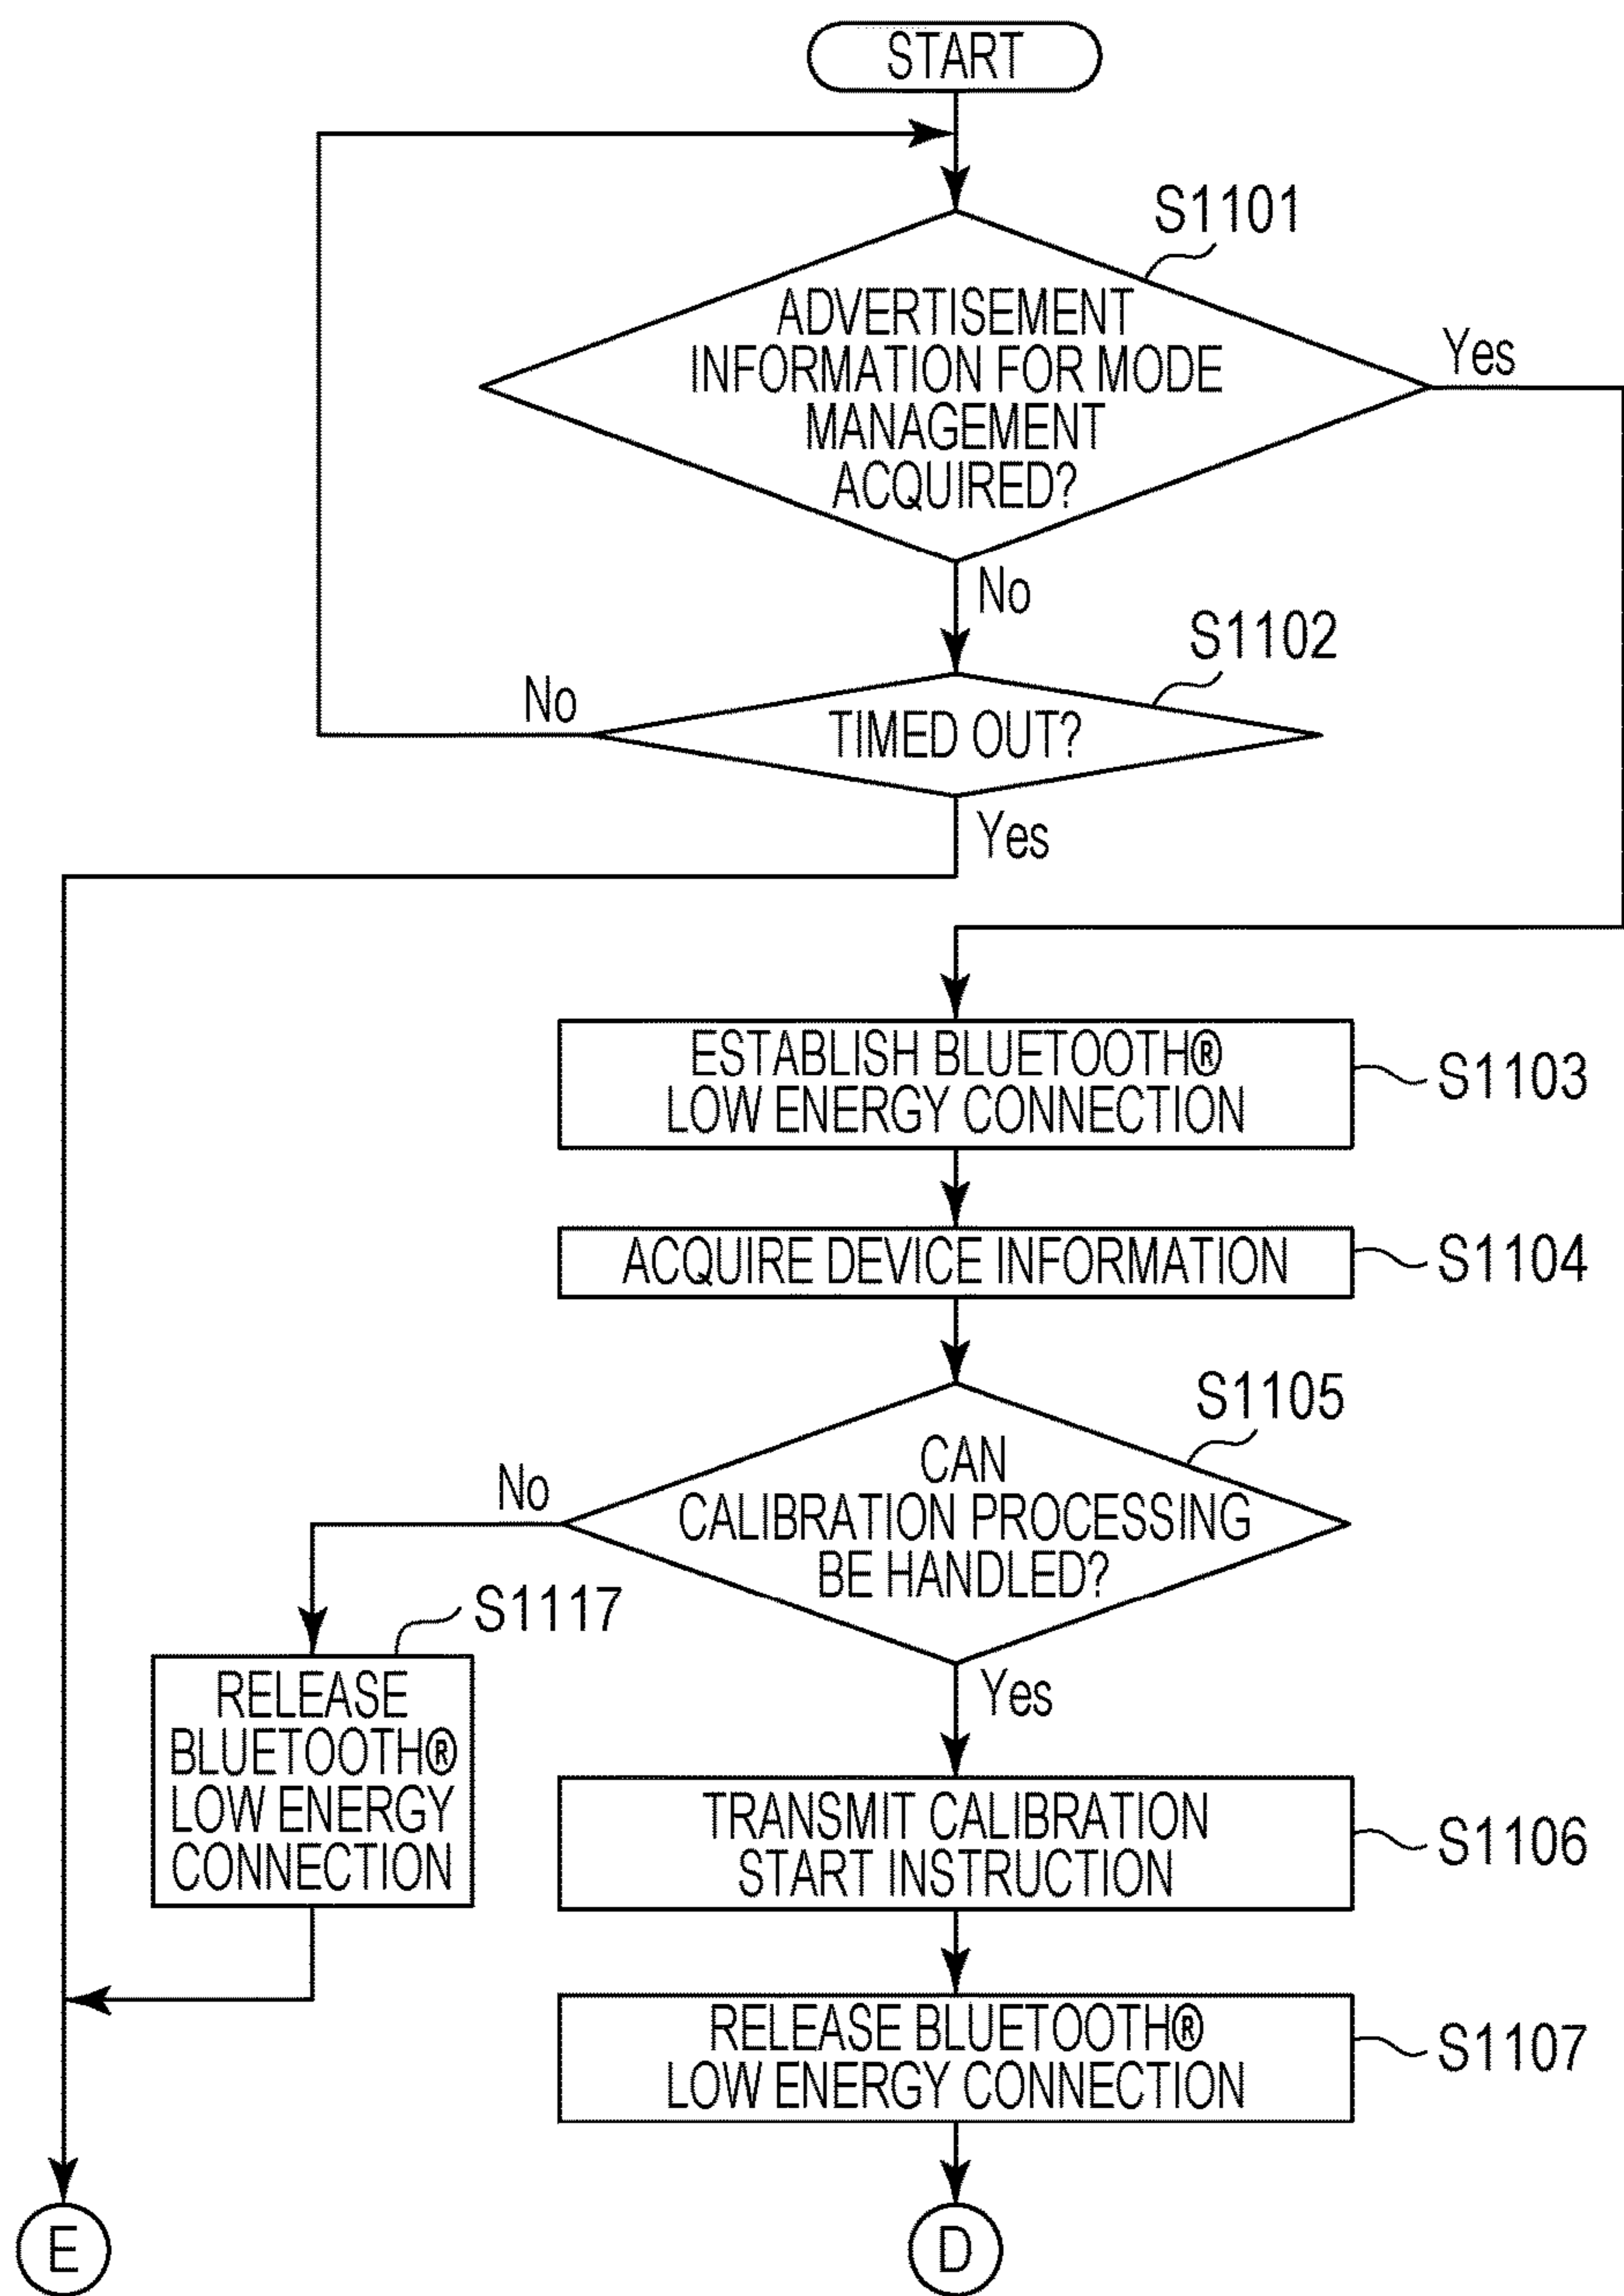 START
S1101
ADVERTISEMENT
INFORMATION FOR MODE
MANAGEMENT
ACQUIRED?
Yes
No
S1102
No
TIMED OUT?
Yes
ESTABLISH BLUETOOTH®
LOW ENERGY CONNECTION
S1103
ACQUIRE DEVICE INFORMATION
S1104
S1105
CAN
CALIBRATION PROCESSING
BE HANDLED?
No
S1117
Yes
RELEASE
BLUETOOTH®
LOW ENERGY
CONNECTION
TRANSMIT CALIBRATION
START INSTRUCTION
S1106
RELEASE BLUETOOTH®
LOW ENERGY CONNECTION
S1107
E
D